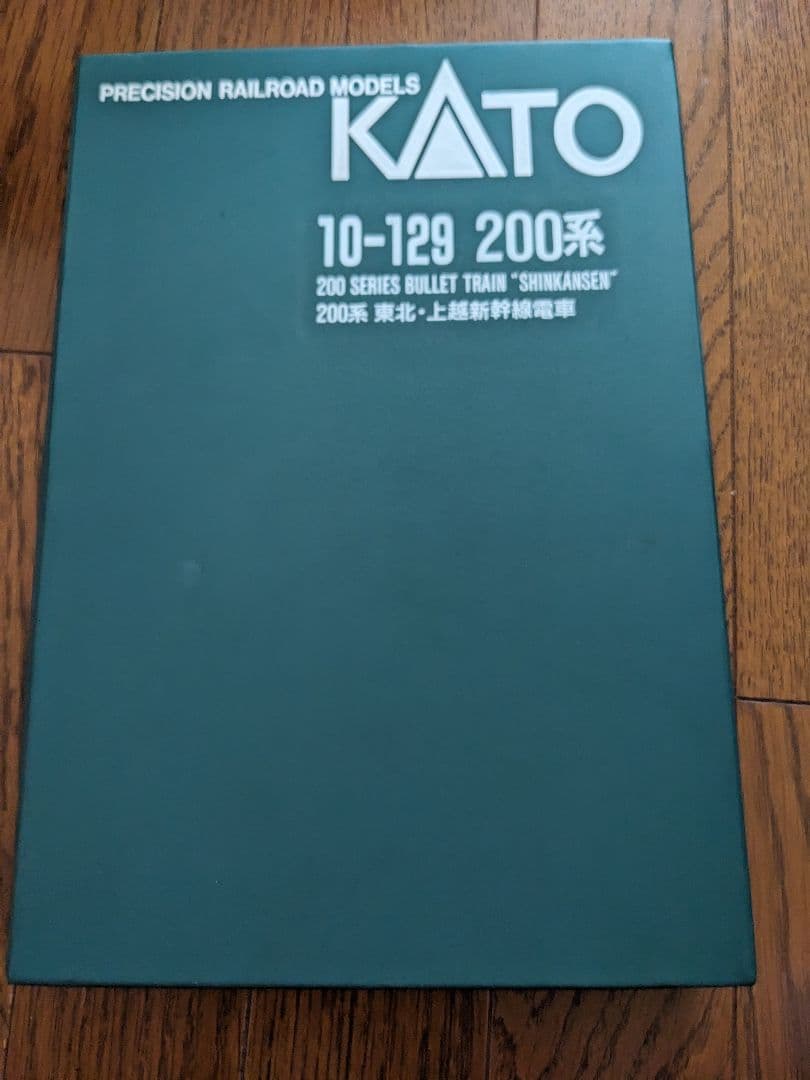 PRECISION RAILROAD MODELS
KATO
10-129 200系
200 SERIES BULLET TRAIN "SHINKANSEN"
200系 東北・上越新幹線電車